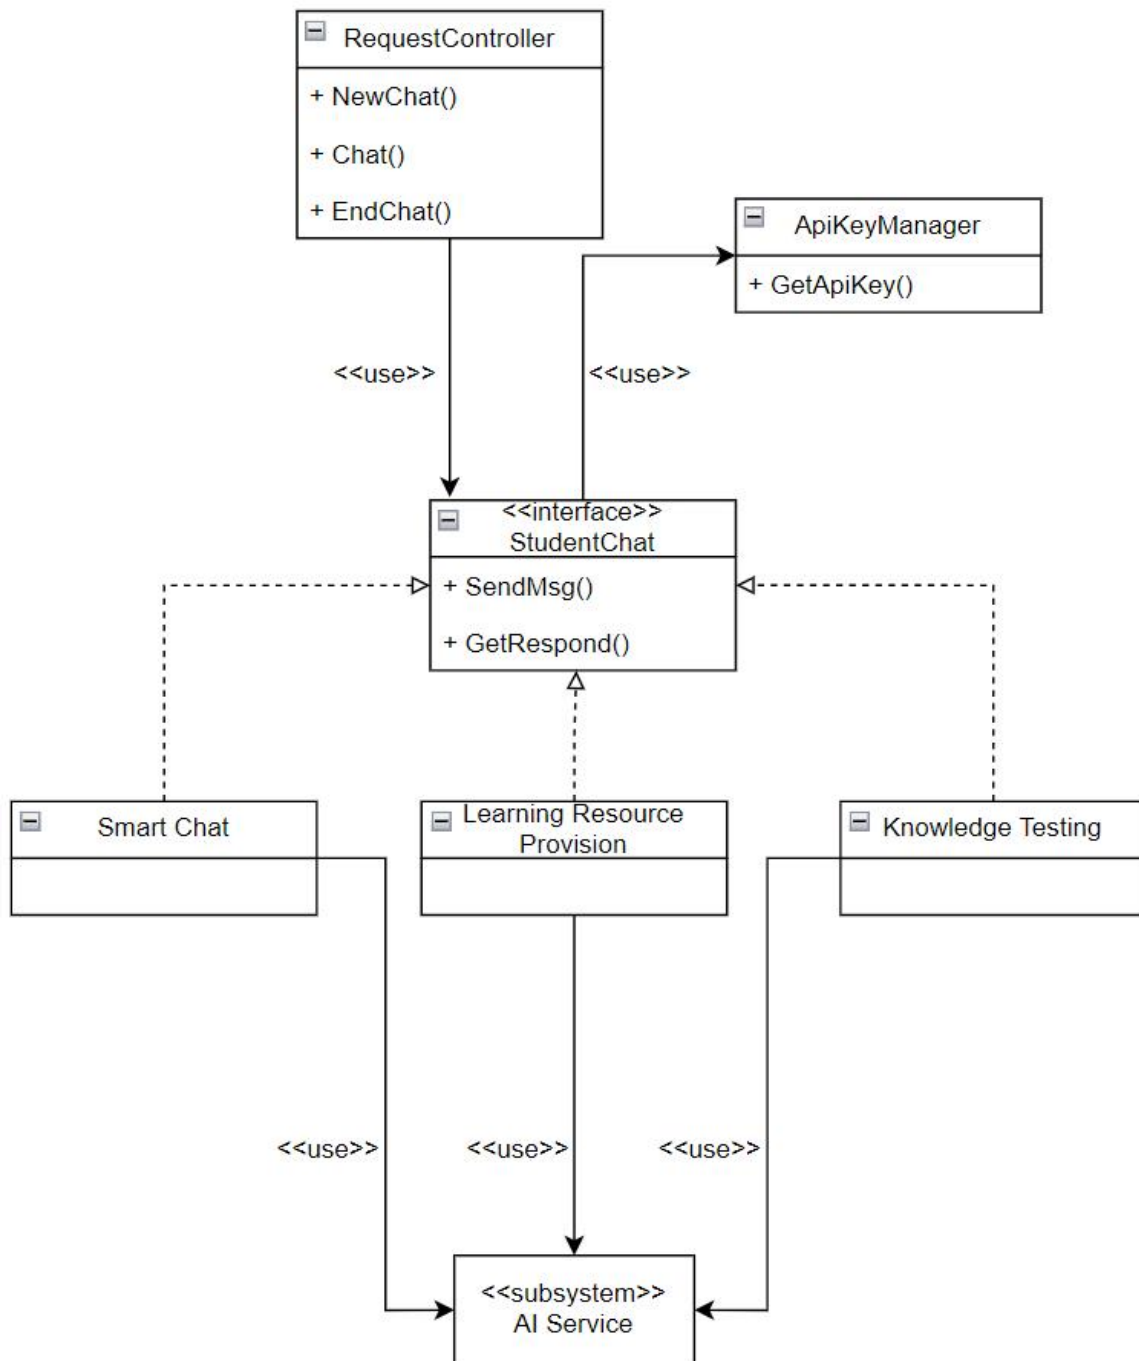 RequestController
+ NewChat()
+ Chat()
+ EndChat()
ApiKeyManager
+ GetApiKey()
<<use>>
<<use>>
<<interface>>
StudentChat
+ SendMsg()
+ GetRespond()
Smart Chat
Learning Resource
Provision
Knowledge Testing
<<use>>
<<use>>
<<use>>
<<subsystem>>
AI Service